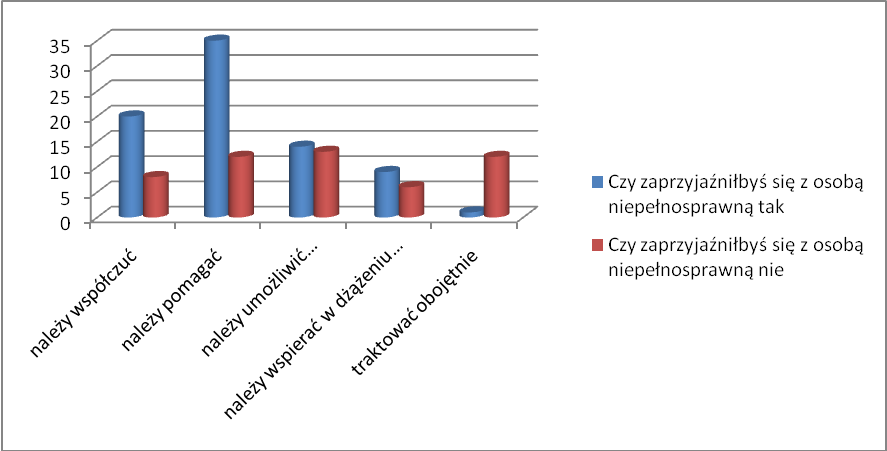 35
30
25
20
15
10
5
0
należy współczuć
należy pomagać
należy umożliwić...
należy wspierać w dżążeniu...
traktować obojętnie
Czy zaprzyjaźniłbyś się z osobą
niepełnosprawną tak
Czy zaprzyjaźniłbyś się z osobą
niepełnosprawną nie